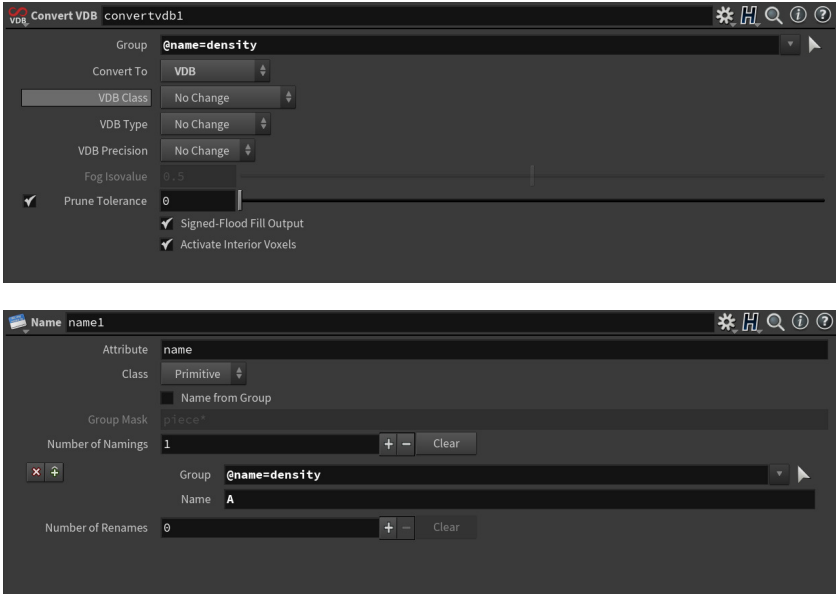 VDB Convert VDB convertvdb1
Group @name=density
Convert To VDB
VDB Class No Change
VDB Type No Change
VDB Precision No Change
Fog Isovalue 0.5
Prune Tolerance 0
Signed-Flood Fill Output
Activate Interior Voxels
Name name1
Attribute name
Class Primitive
Name from Group
Group Mask piece*
Number of Namings 1 + - Clear
Group @name=density
Name A
Number of Renames 0 + - Clear